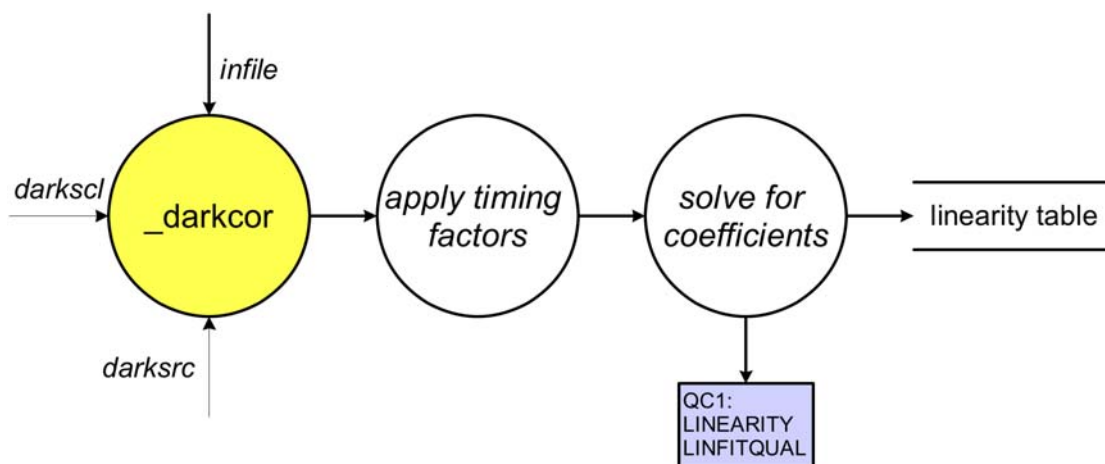 infile
darkscl
_darkcor
darksrc
apply timing
factors
solve for
coefficients
linearity table
QC1:
LINEARITY
LINFITQUAL